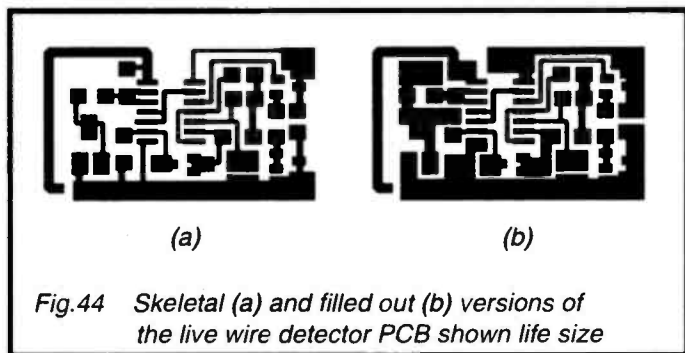 (a) (b)
Fig.44 Skeletal (a) and filled out (b) versions of
the live wire detector PCB shown life size